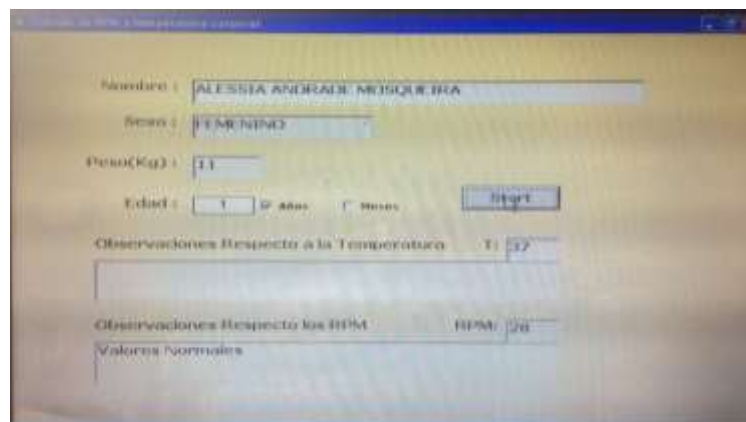 Nombre : ALESSIA ANDRADE MOSQUEIRA
Sexo : FEMENINO
Peso(Kg) : 11
Edad : 1 Años Meses Start
Observaciones Respecto a la Temperatura T: 37
Observaciones Respecto los RPM RPM: 28
Valores Normales